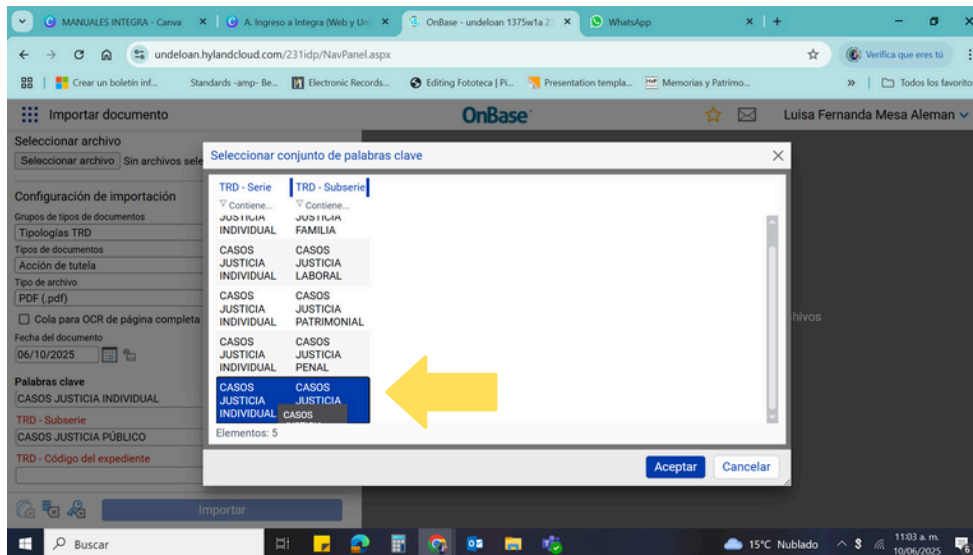 MANUALES INTEGRA - Canva
A. Ingreso a Integra (Web y Uni
OnBase - undeloan 1375w1a 2
WhatsApp
undeloan.hylandcloud.com/231idp/NavPanel.aspx
Verifica que eres tú
Crear un boletín inf...
Standards -amp- Be...
Electronic Records...
Editing Fototeca | Pi...
Presentation templa...
Memorias y Patrimo...
Todos los favorito
Importar documento
OnBase
Luisa Fernanda Mesa Aleman
Seleccionar archivo
Seleccionar archivo Sin archivos sele
Configuración de importación
Grupos de tipos de documentos
Tipologías TRD
Tipos de documentos
Acción de tutela
Tipo de archivo
PDF (.pdf)
Cola para OCR de página completa
Fecha del documento
06/10/2025
Palabras clave
CASOS JUSTICIA INDIVIDUAL
TRD - Subserie
CASOS JUSTICIA PÚBLICO
TRD - Código del expediente
Importar
Seleccionar conjunto de palabras clave
TRD - Serie TRD - Subserie
Contiene... Contiene...
JUSTICIA JUSTICIA
INDIVIDUAL FAMILIA
CASOS CASOS
JUSTICIA JUSTICIA
INDIVIDUAL LABORAL
CASOS CASOS
JUSTICIA JUSTICIA
INDIVIDUAL PATRIMONIAL
CASOS CASOS
JUSTICIA JUSTICIA
INDIVIDUAL PENAL
CASOS CASOS
JUSTICIA JUSTICIA
INDIVIDUAL CASOS
Elementos: 5
Aceptar Cancelar
hivos
Buscar
15°C Nublado
11:03 a. m.
10/06/2025